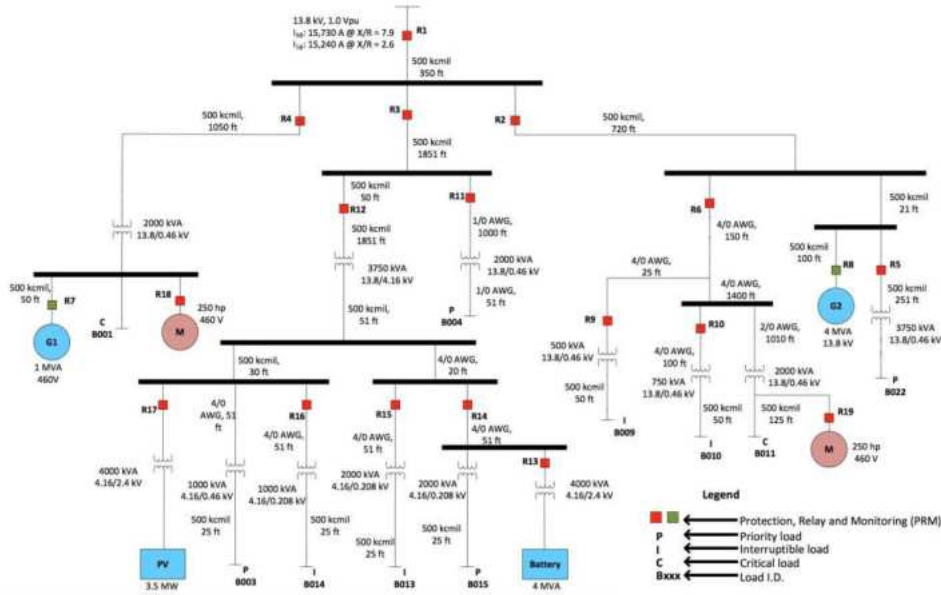 13.8 kV, 1.0 Vpu
I3Φ: 15,730 A @ X/R = 7.9
I1Φ: 15,240 A @ X/R = 2.6
R1
500 kcmil
350 ft
R4
R3
R2
500 kcmil,
1050 ft
500 kcmil
1851 ft
500 kcmil,
720 ft
500 kcmil
50 ft
R12
R11
R6
500 kcmil
21 ft
2000 kVA
13.8/0.46 kV
500 kcmil
1851 ft
1/0 AWG,
1000 ft
4/0 AWG,
150 ft
3750 kVA
13.8/4.16 kV
2000 kVA
13.8/0.46 kV
4/0 AWG,
25 ft
500 kcmil
100 ft
R8
R5
500 kcmil,
50 ft
R7
R18
C
B001
250 hp
460 V
1/0 AWG,
51 ft
P
B004
4/0 AWG,
1400 ft
G2
4 MVA
13.8 kV
500 kcmil
251 ft
3750 kVA
13.8/0.46 kV
G1
M
1 MVA
460V
500 kcmil,
51 ft
R9
R10
4/0 AWG,
100 ft
2/0 AWG,
1010 ft
500 kVA
13.8/0.46 kV
750 kVA
13.8/0.46 kV
2000 kVA
13.8/0.46 kV
P
B022
500 kcmil,
30 ft
4/0 AWG,
20 ft
500 kcmil
50 ft
500 kcmil
50 ft
500 kcmil
125 ft
R19
I
B009
I
B010
C
B011
M
250 hp
460 V
R17
4/0
AWG, 51
ft
R16
R15
R14
4/0 AWG,
51 ft
4/0 AWG,
51 ft
4/0 AWG,
51 ft
R13
4000 kVA
4.16/2.4 kV
1000 kVA
4.16/0.46 kV
1000 kVA
4.16/0.208 kV
2000 kVA
4.16/0.208 kV
2000 kVA
4.16/0.208 kV
4000 kVA
4.16/2.4 kV
500 kcmil
25 ft
500 kcmil
25 ft
500 kcmil
25 ft
500 kcmil
25 ft
PV
3.5 MW
P
B003
I
B014
I
B013
P
B015
Battery
4 MVA
Legend
Protection, Relay and Monitoring (PRM)
P
Priority load
I
Interruptible load
C
Critical load
Bxxx
Load I.D.